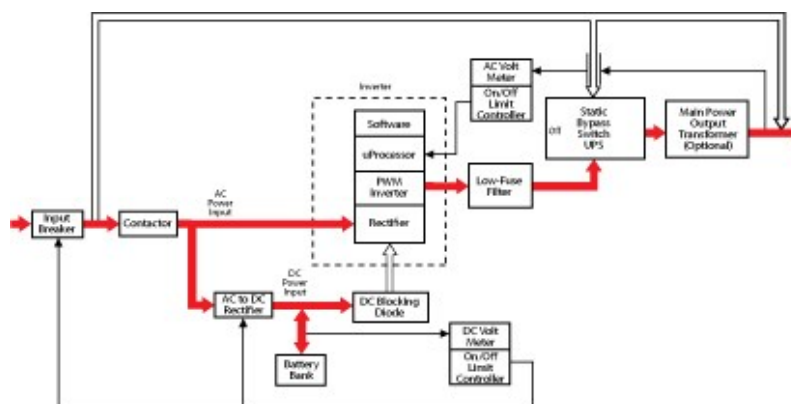 Inverter
Software
uProcessor
PWM
Inverter
Rectifier
AC Volt
Meter
On/Off
Limit
Controller
Off
Static
Bypass
Switch
UPS
Main Power
Output
Transformer
(Optional)
Low-Fuse
Filter
AC
Power
Input
Input
Breaker
Contactor
DC
Power
Input
AC to DC
Rectifier
DC Blocking
Diode
Battery
Bank
DC Volt
Meter
On/Off
Limit
Controller